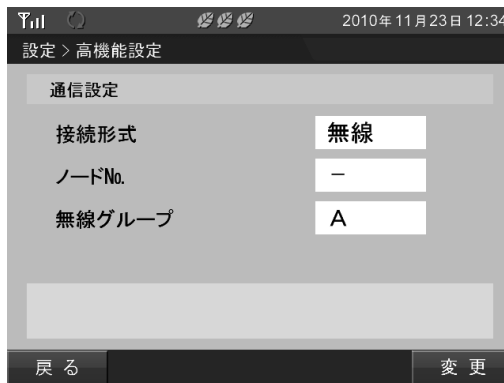 2010年11月23日 12:34
設定 > 高機能設定
通信設定
接続形式 無線
ノードNo. −
無線グループ A
戻る 変更